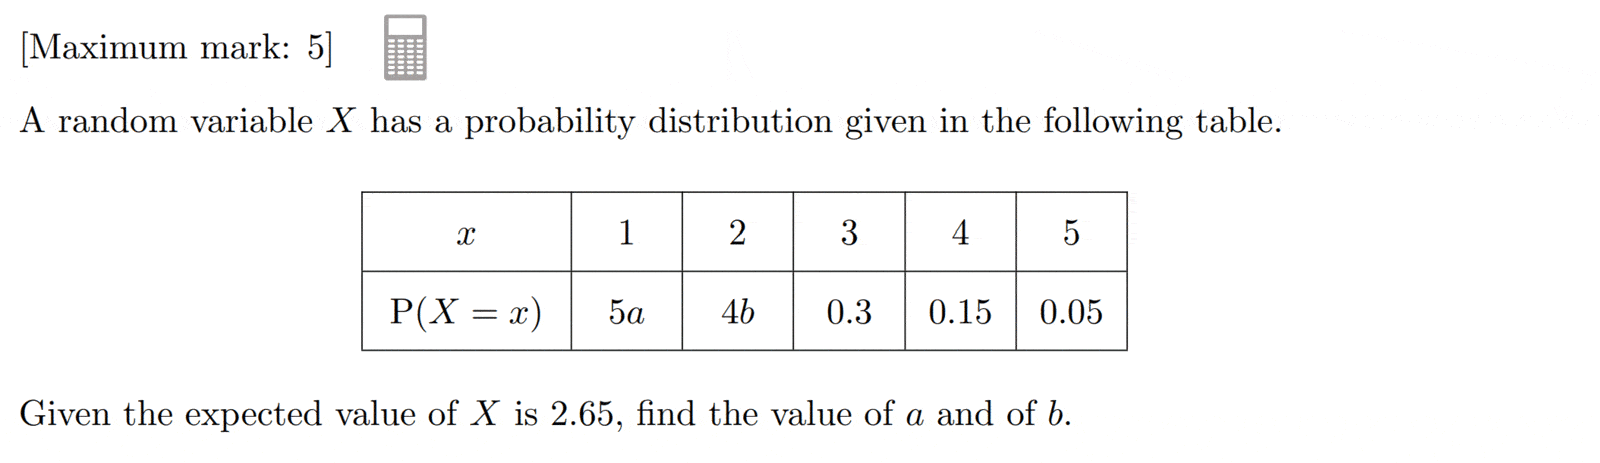 [Maximum mark: 5]
A random variable X has a probability distribution given in the following table.
x 1 2 3 4 5
P(X = x) 5a 4b 0.3 0.15 0.05
Given the expected value of X is 2.65, find the value of a and of b.